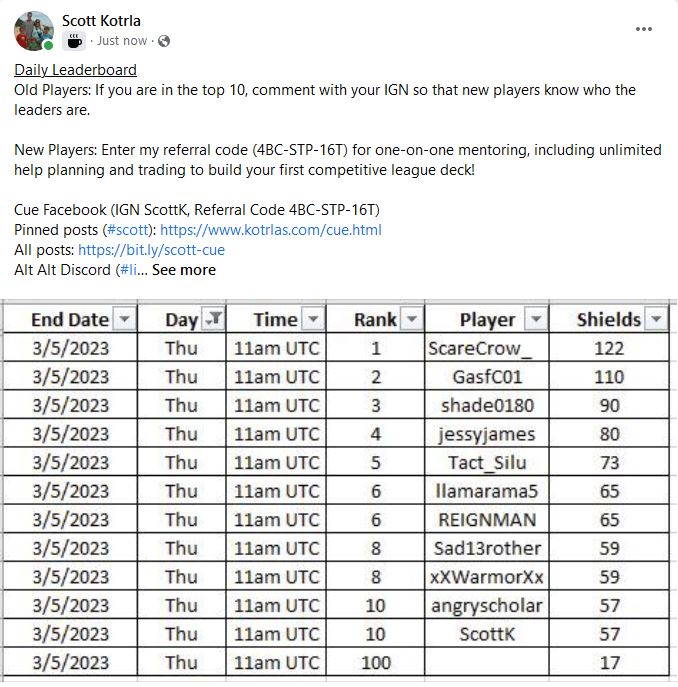 Scott Kotrla
· Just now ·
Daily Leaderboard
Old Players: If you are in the top 10, comment with your IGN so that new players know who the
leaders are.
New Players: Enter my referral code (4BC-STP-16T) for one-on-one mentoring, including unlimited
help planning and trading to build your first competitive league deck!
Cue Facebook (IGN ScottK, Referral Code 4BC-STP-16T)
Pinned posts (#scott): https://www.kotrlas.com/cue.html
All posts: https://bit.ly/scott-cue
Alt Alt Discord (#li... See more
End Date Day Time Rank Player Shields
3/5/2023 Thu 11am UTC 1 ScareCrow_ 122
3/5/2023 Thu 11am UTC 2 GasfC01 110
3/5/2023 Thu 11am UTC 3 shade0180 90
3/5/2023 Thu 11am UTC 4 jessyjames 80
3/5/2023 Thu 11am UTC 5 Tact_Silu 73
3/5/2023 Thu 11am UTC 6 llamarama5 65
3/5/2023 Thu 11am UTC 6 REIGNMAN 65
3/5/2023 Thu 11am UTC 8 Sad13rother 59
3/5/2023 Thu 11am UTC 8 xXWarmorXx 59
3/5/2023 Thu 11am UTC 10 angryscholar 57
3/5/2023 Thu 11am UTC 10 ScottK 57
3/5/2023 Thu 11am UTC 100 17